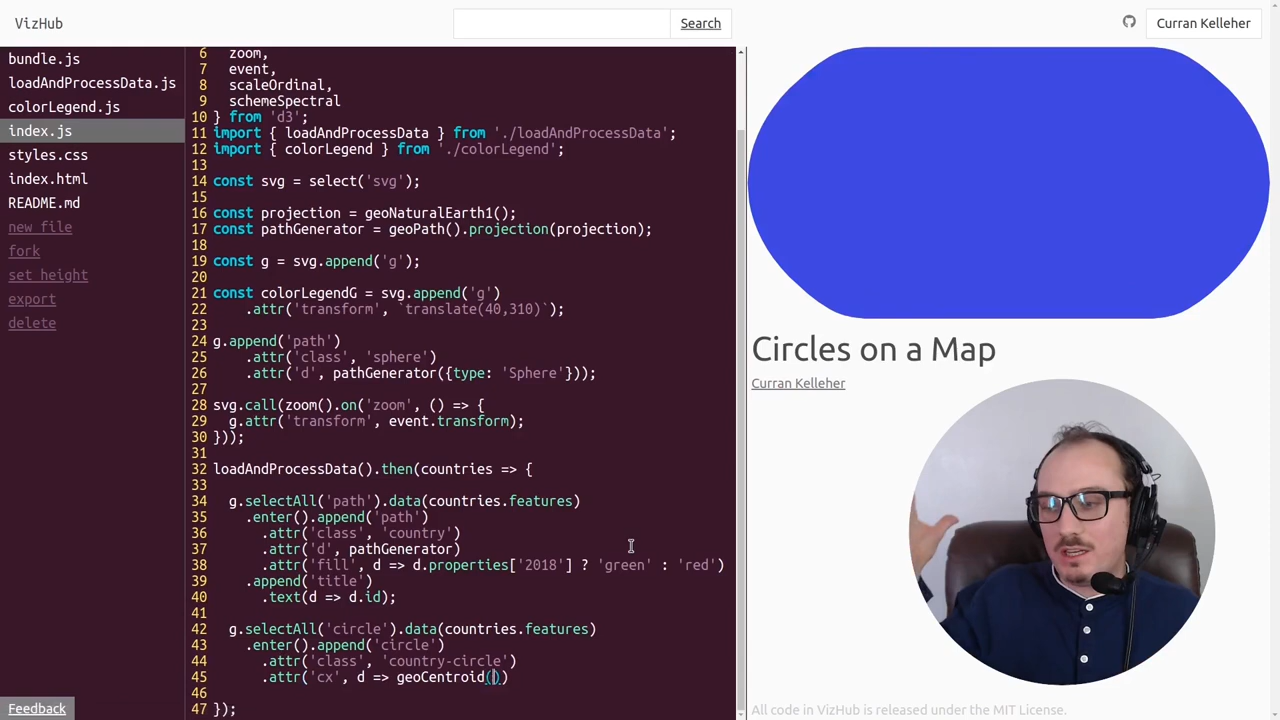 VizHub
Search
Curran Kelleher
bundle.js
loadAndProcessData.js
colorLegend.js
index.js
styles.css
index.html
README.md
new file
fork
set height
export
delete
Feedback
6 zoom,
7 event,
8 scaleOrdinal,
9 schemeSpectral
10 } from 'd3';
11 import { loadAndProcessData } from './loadAndProcessData';
12 import { colorLegend } from './colorLegend';
13
14 const svg = select('svg');
15
16 const projection = geoNaturalEarth1();
17 const pathGenerator = geoPath().projection(projection);
18
19 const g = svg.append('g');
20
21 const colorLegendG = svg.append('g')
22 .attr('transform', `translate(40,310)`);
23
24 g.append('path')
25 .attr('class', 'sphere')
26 .attr('d', pathGenerator({type: 'Sphere'}));
27
28 svg.call(zoom().on('zoom', () => {
29 g.attr('transform', event.transform);
30 }));
31
32 loadAndProcessData().then(countries => {
33
34 g.selectAll('path').data(countries.features)
35 .enter().append('path')
36 .attr('class', 'country')
37 .attr('d', pathGenerator)
38 .attr('fill', d => d.properties['2018'] ? 'green' : 'red')
39 .append('title')
40 .text(d => d.id);
41
42 g.selectAll('circle').data(countries.features)
43 .enter().append('circle')
44 .attr('class', 'country-circle')
45 .attr('cx', d => geoCentroid())
46
47 });
Circles on a Map
Curran Kelleher
All code in VizHub is released under the MIT License.